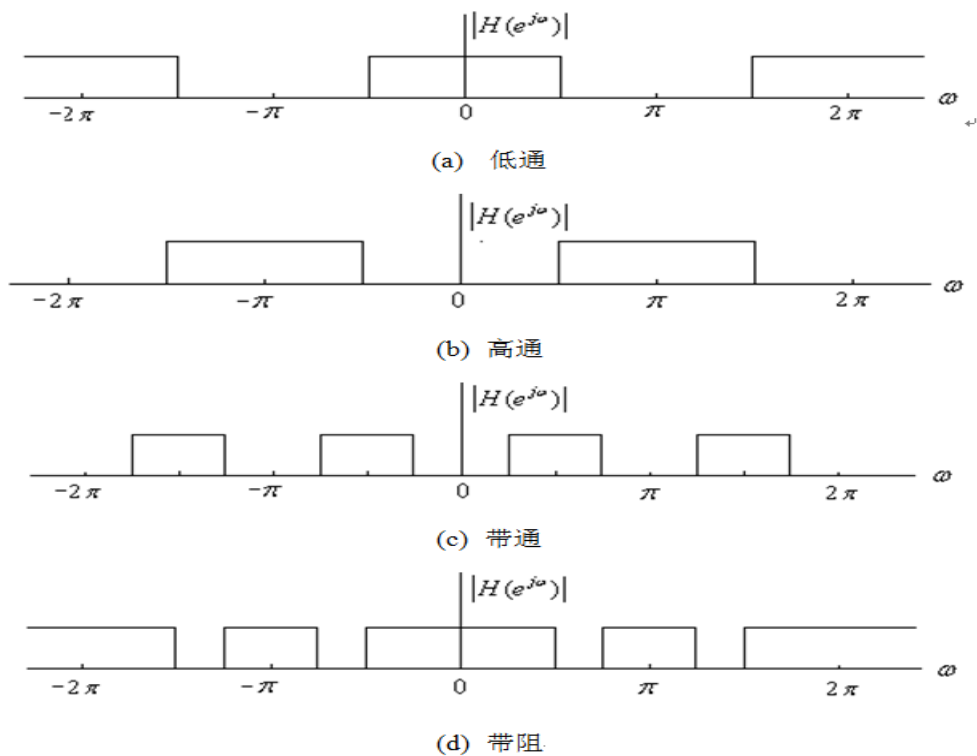 |H(e^{jω})|
-2π -π 0 π 2π ω
(a) 低通
|H(e^{jω})|
-2π -π 0 π 2π ω
(b) 高通
|H(e^{jω})|
-2π -π 0 π 2π ω
(c) 带通
|H(e^{jω})|
-2π -π 0 π 2π ω
(d) 带阻